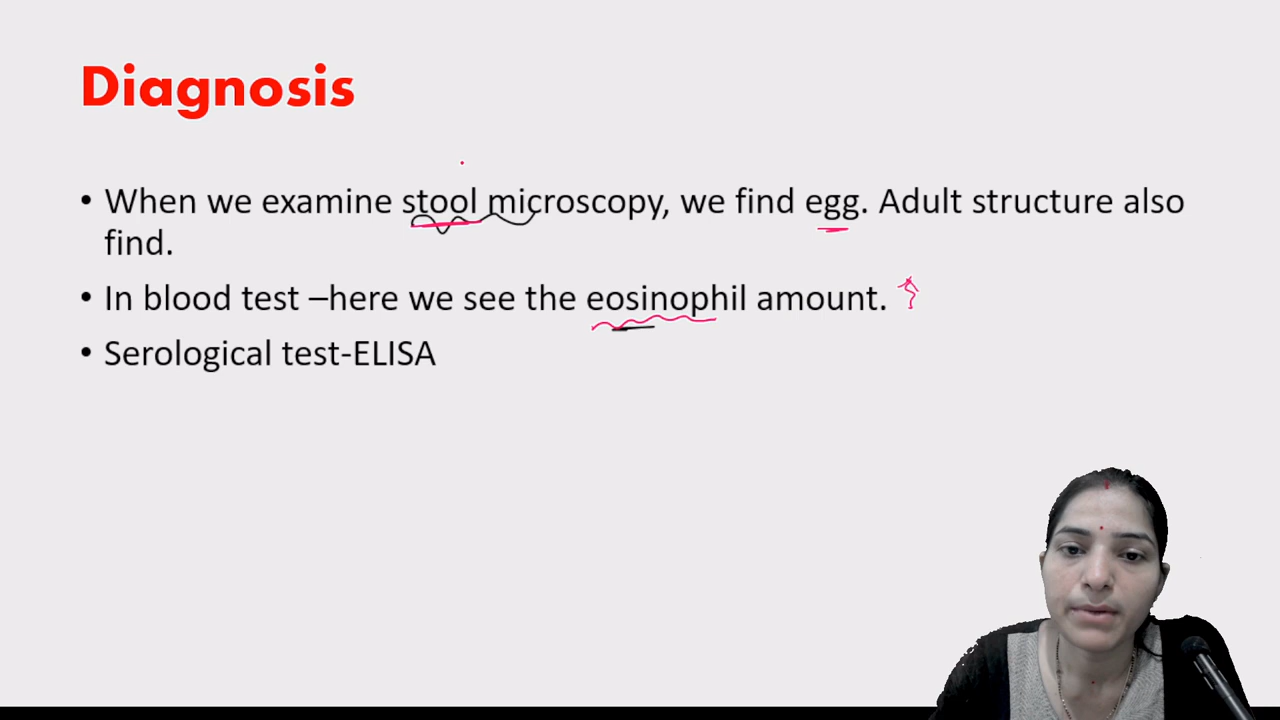 Diagnosis
• When we examine stool microscopy, we find egg. Adult structure also
find.
• In blood test –here we see the eosinophil amount.
• Serological test-ELISA